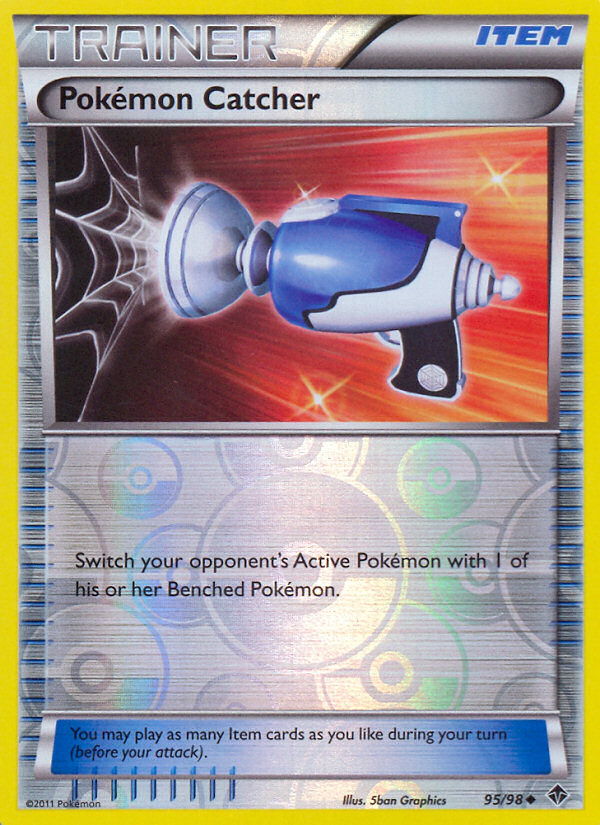 TRAINER
ITEM
Pokémon Catcher
Switch your opponent's Active Pokémon with 1 of
his or her Benched Pokémon.
You may play as many Item cards as you like during your turn
(before your attack).
©2011 Pokémon
Illus. 5ban Graphics
95/98